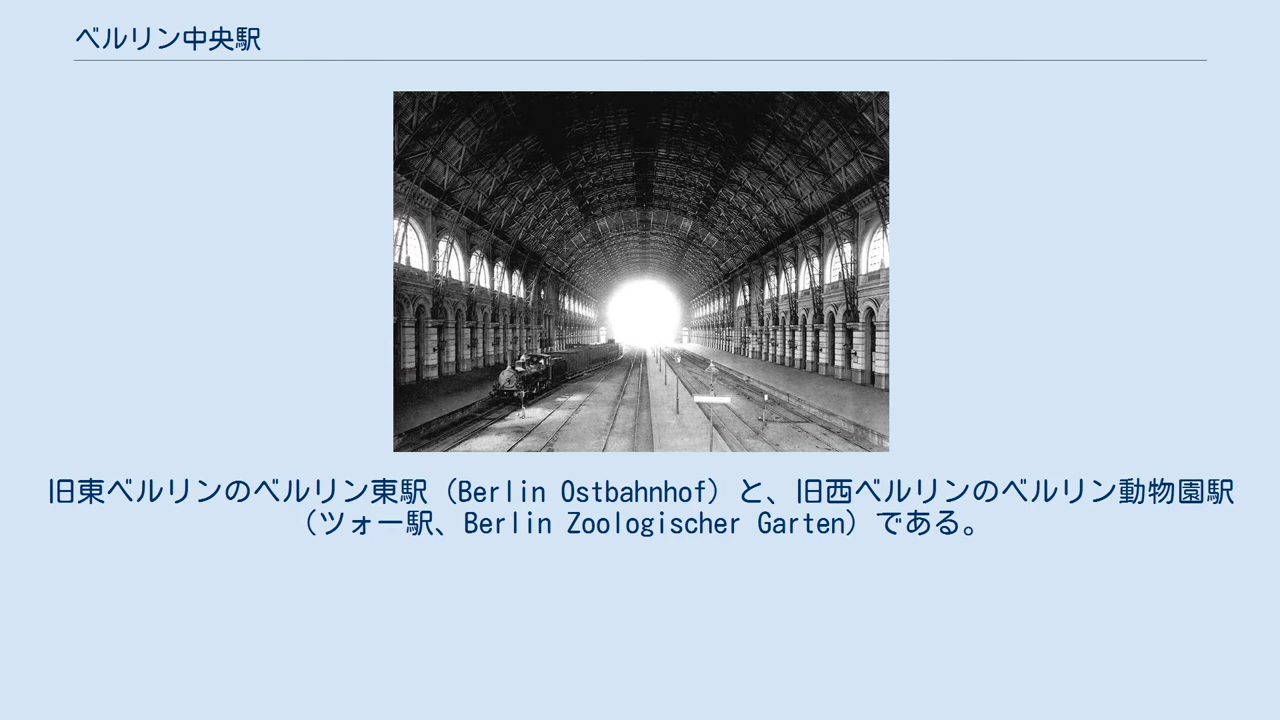 ベルリン中央駅
旧東ベルリンのベルリン東駅（Berlin Ostbahnhof）と、旧西ベルリンのベルリン動物園駅
（ツォー駅、Berlin Zoologischer Garten）である。